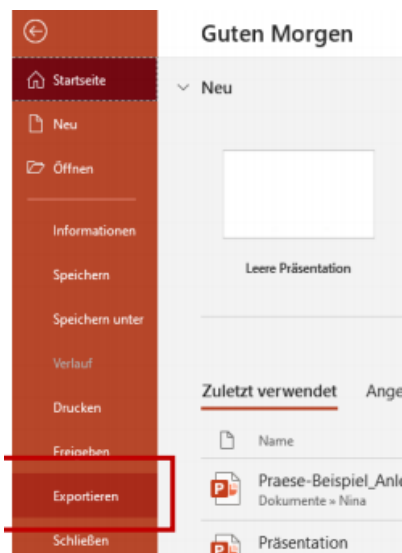 Guten Morgen
Startseite
Neu
Öffnen
Informationen
Speichern
Speichern unter
Verlauf
Drucken
Freigeben
Exportieren
Schließen
Neu
Leere Präsentation
Zuletzt verwendet Ange
Name
Praese-Beispiel_Anle
Dokumente » Nina
Präsentation